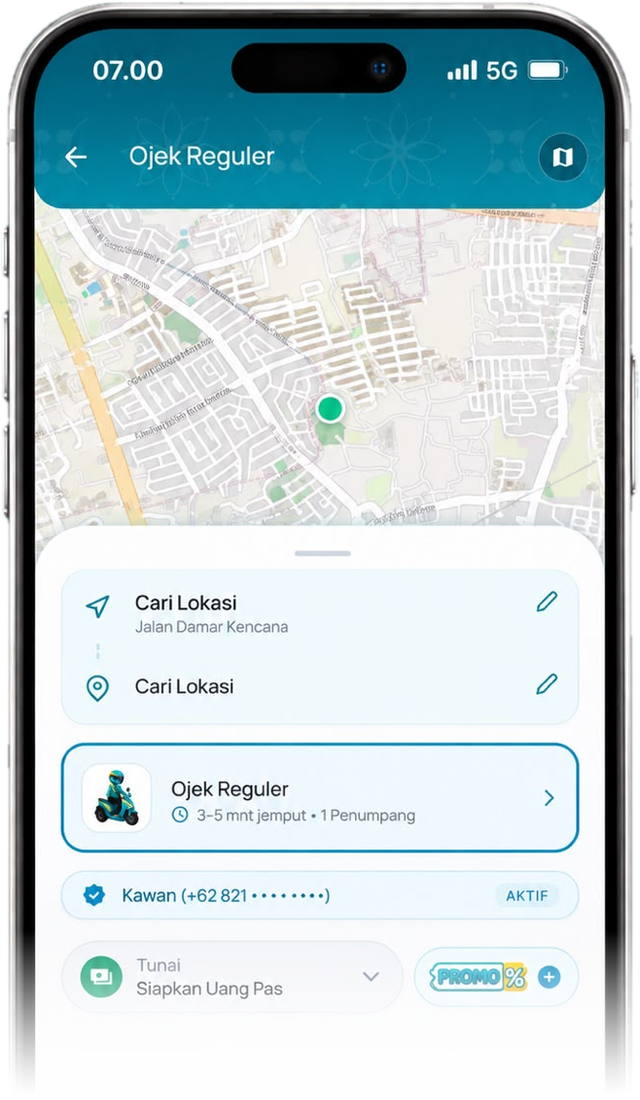 07.00
5G
Ojek Reguler
Cari Lokasi
Jalan Damar Kencana
Cari Lokasi
Ojek Reguler
3–5 mnt jemput • 1 Penumpang
Kawan (+62 821 ••••••••)
AKTIF
Tunai
Siapkan Uang Pas
PROMO %